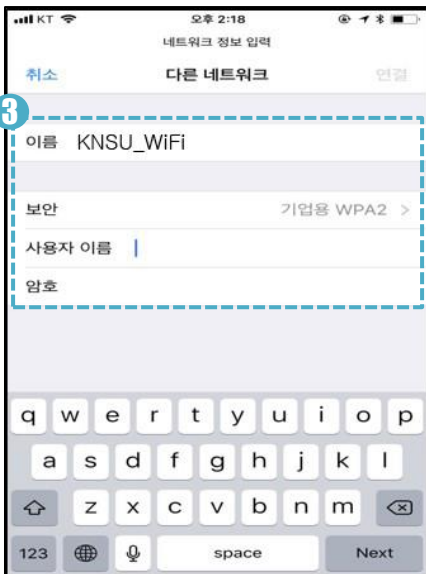 KT 오후 2:18
네트워크 정보 입력
취소 다른 네트워크 연결
3
이름 KNSU_WiFi
보안 기업용 WPA2 >
사용자 이름
암호
q w e r t y u i o p
a s d f g h j k l
z x c v b n m
123 space Next